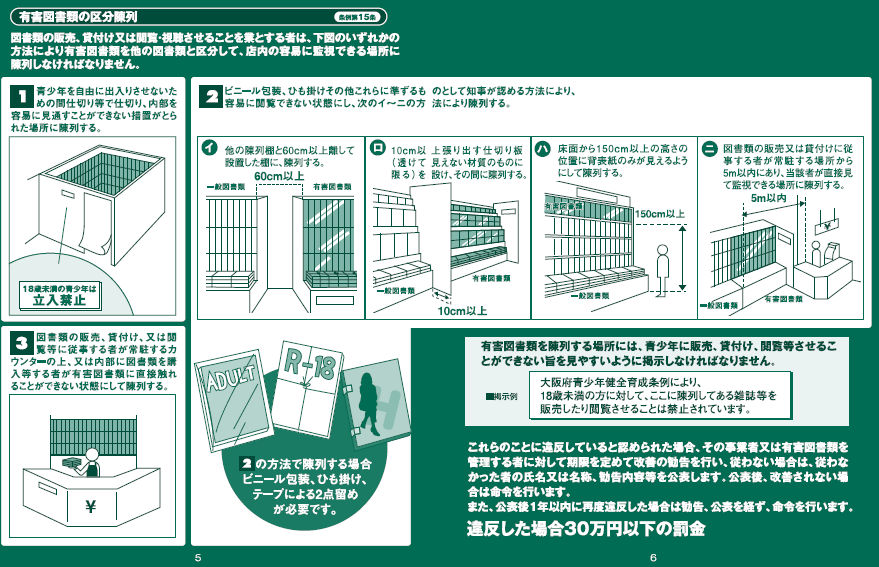 有害図書類の区分陳列
条例第15条
図書類の販売、貸付け又は閲覧・視聴させることを業とする者は、下図のいずれかの
方法により有害図書類を他の図書類と区分して、店内の容易に監視できる場所に
陳列しなければなりません。
1
青少年を自由に出入りさせないた
めの間仕切り等で仕切り、内部を
容易に見通すことができない措置がとら
れた場所に陳列する。
18歳未満の青少年は
立入禁止
2
ビニール包装、ひも掛けその他これらに準ずるも のとして知事が認める方法により、
容易に閲覧できない状態にし、次のイ〜ニの方 法により陳列する。
イ
他の陳列棚と60cm以上離して
設置した棚に、陳列する。
60cm以上
一般図書類
有害図書類
ロ
10cm以 上張り出す仕切り板
(透けて 見えない材質のものに
限る)を 設け、その間に陳列する。
有害図書類
一般図書類
10cm以上
ハ
床面から150cm以上の高さの
位置に背表紙のみが見えるよう
にして陳列する。
有害図書類
150cm以上
一般図書類
ニ
図書類の販売又は貸付けに従
事する者が常駐する場所から
5m以内にあり、当該者が直接見
て監視できる場所に陳列する。
5m以内
¥
有害図書類
一般図書類
3
図書類の販売、貸付け、又は閲
覧等に従事する者が常駐するカ
ウンターの上、又は内部に図書類を購
入等する者が有害図書類に直接触れ
ることができない状態にして陳列する。
¥
ADULT
R-18
H
2の方法で陳列する場合
ビニール包装、ひも掛け、
テープによる2点留め
が必要です。
有害図書類を陳列する場所には、青少年に販売、貸付け、閲覧等させるこ
とができない旨を見やすいように掲示しなければなりません。
■掲示例
大阪府青少年健全育成条例により、
18歳未満の方に対して、ここに陳列してある雑誌等を
販売したり閲覧させることは禁止されています。
これらのことに違反していると認められた場合、その事業者又は有害図書類を
管理する者に対して期限を定めて改善の勧告を行い、従わない場合は、従わな
かった者の氏名又は名称、勧告内容等を公表します。公表後、改善されない場
合は命令を行います。
また、公表後1年以内に再度違反した場合は勧告、公表を経ず、命令を行います。
違反した場合30万円以下の罰金
5
6